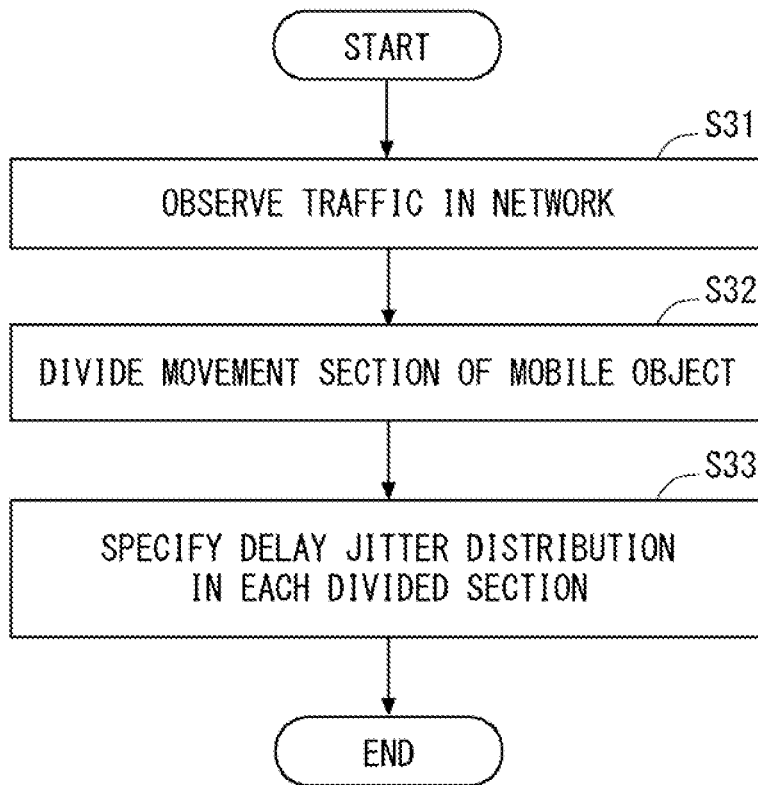 START
S31
OBSERVE TRAFFIC IN NETWORK
S32
DIVIDE MOVEMENT SECTION OF MOBILE OBJECT
S33
SPECIFY DELAY JITTER DISTRIBUTION
IN EACH DIVIDED SECTION
END